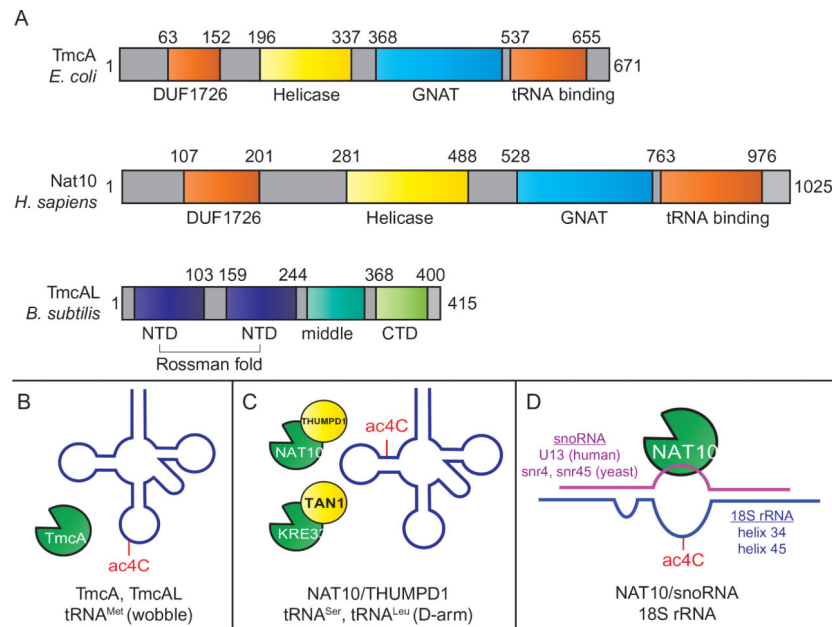 A
63 152 196 337 368 537 655
TmcA
E. coli
1
671
DUF1726 Helicase GNAT tRNA binding
107 201 281 488 528 763 976
Nat10
H. sapiens
1
1025
DUF1726 Helicase GNAT tRNA binding
103 159 244 368 400
TmcAL
B. subtilis
1
415
NTD NTD middle CTD
Rossman fold
B
TmcA
ac4C
TmcA, TmcAL
tRNAMet (wobble)
C
THUMPD1
NAT10
ac4C
TAN1
KRE33
NAT10/THUMPD1
tRNASer, tRNALeu (D-arm)
D
snoRNA
U13 (human)
snr4, snr45 (yeast)
NAT10
18S rRNA
helix 34
helix 45
ac4C
NAT10/snoRNA
18S rRNA